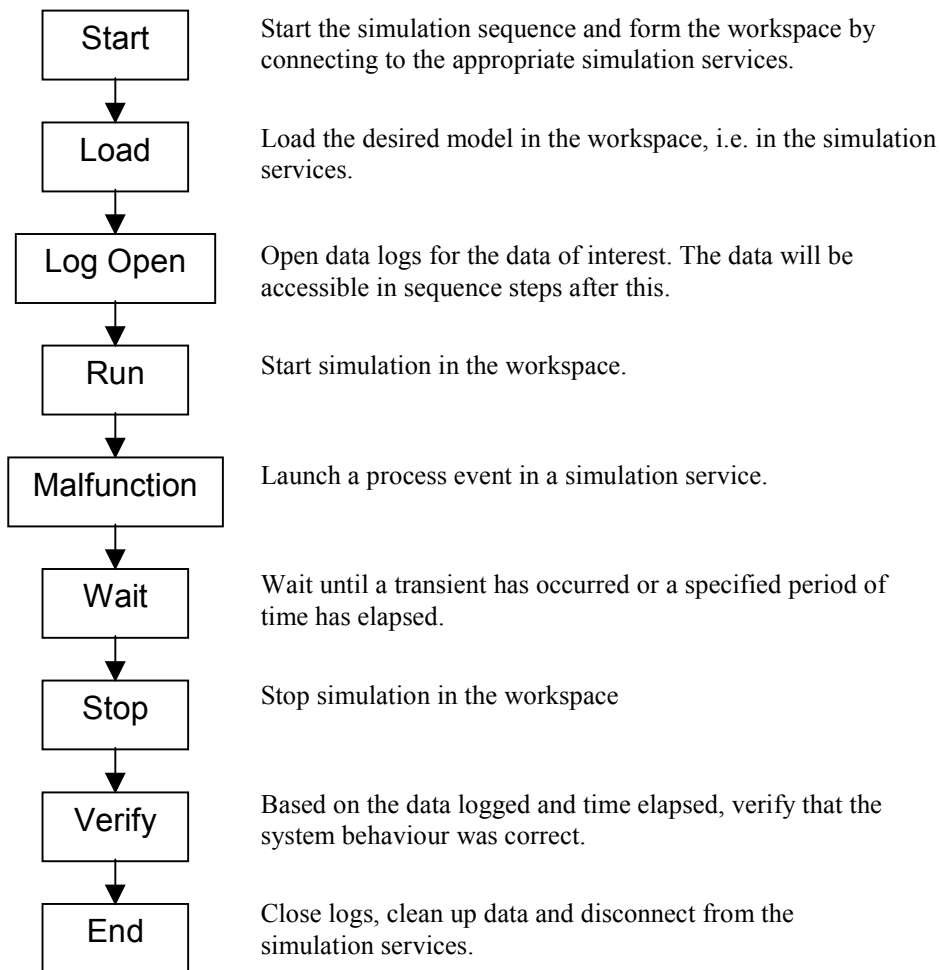 Start
Start the simulation sequence and form the workspace by
connecting to the appropriate simulation services.
Load
Load the desired model in the workspace, i.e. in the simulation
services.
Log Open
Open data logs for the data of interest. The data will be
accessible in sequence steps after this.
Run
Start simulation in the workspace.
Malfunction
Launch a process event in a simulation service.
Wait
Wait until a transient has occurred or a specified period of
time has elapsed.
Stop
Stop simulation in the workspace
Verify
Based on the data logged and time elapsed, verify that the
system behaviour was correct.
End
Close logs, clean up data and disconnect from the
simulation services.